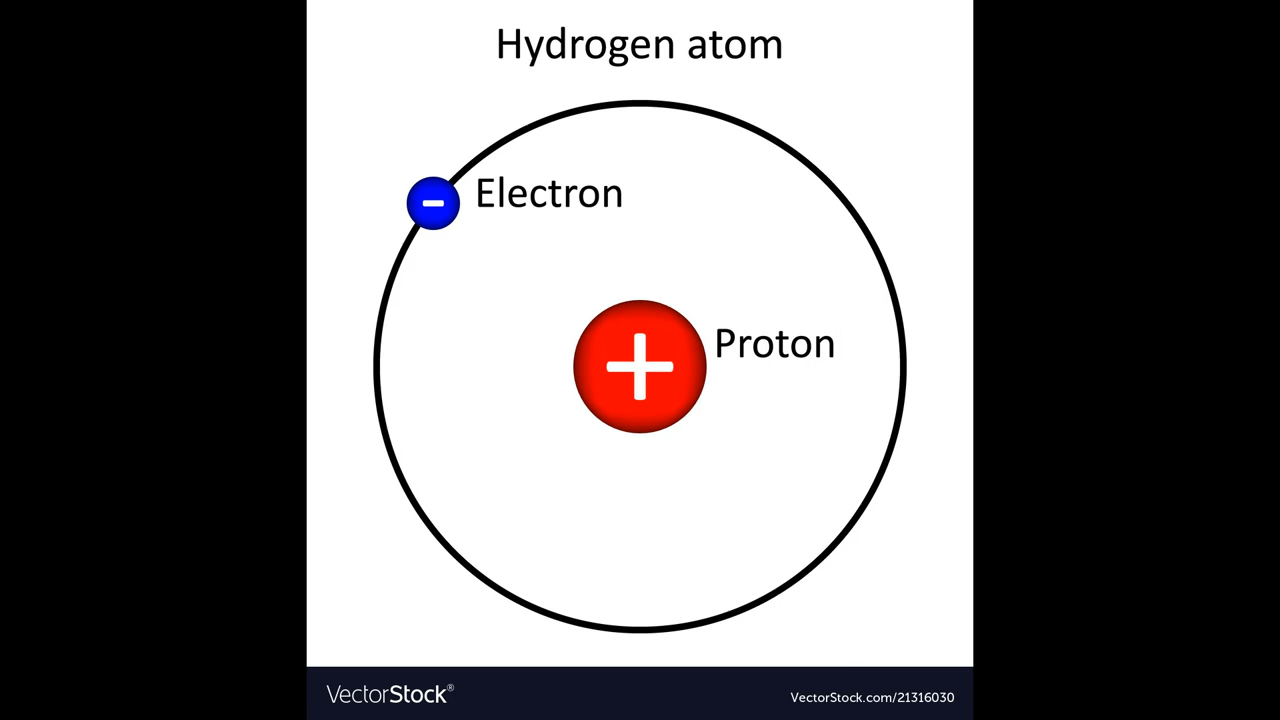 Hydrogen atom
Electron
Proton
VectorStock®
VectorStock.com/21316030